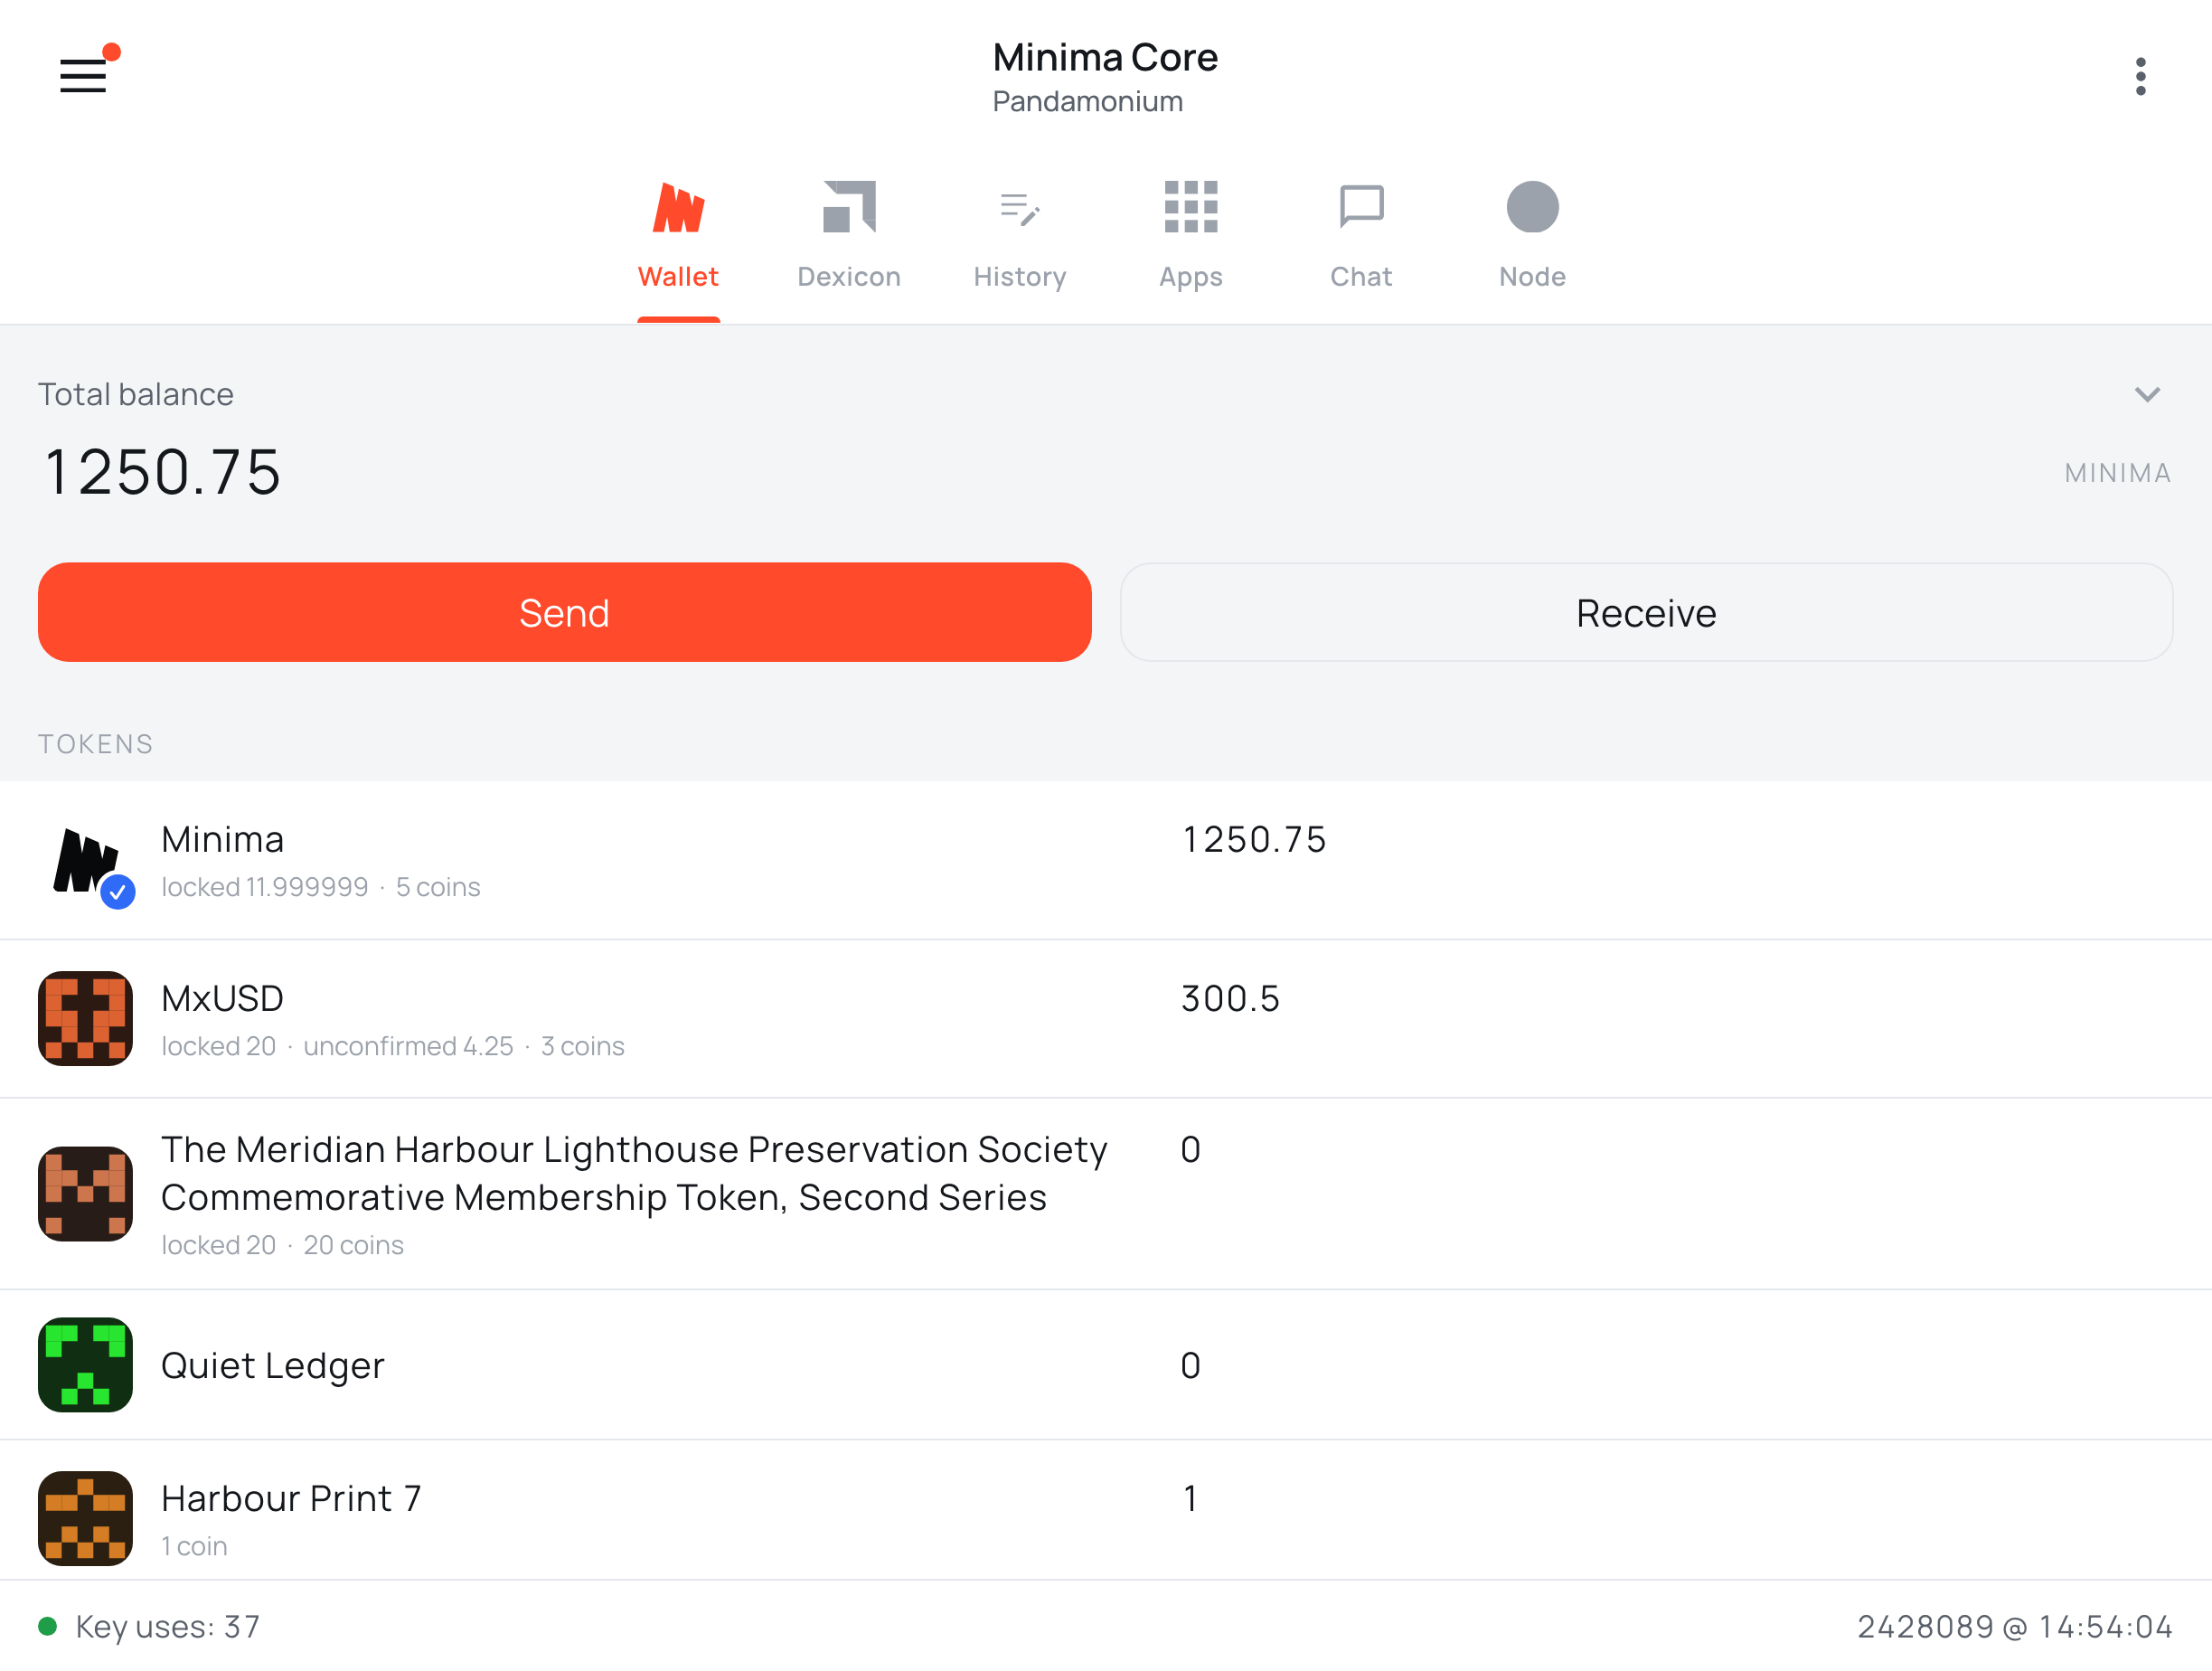 Minima Core
Pandamonium
Wallet
Dexicon
History
Apps
Chat
Node
Total balance
1250.75
MINIMA
Send
Receive
TOKENS
Minima
1250.75
locked 11.999999 · 5 coins
MxUSD
300.5
locked 20 · unconfirmed 4.25 · 3 coins
The Meridian Harbour Lighthouse Preservation Society
0
Commemorative Membership Token, Second Series
locked 20 · 20 coins
Quiet Ledger
0
Harbour Print 7
1
1 coin
Key uses: 37
2428089 @ 14:54:04